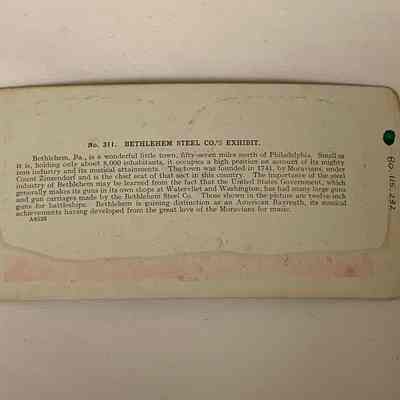 No. 311. BETHLEHEM STEEL CO.'S EXHIBIT.
Bethlehem, Pa., is a wonderful little town, fifty-seven miles north of Philadelphia. Small as
it is, holding only about 8,000 inhabitants, it occupies a high position on account of its mighty
iron industry and its musical attainments. The town was founded in 1741, by Moravians, under
Count Zinzendorf and is the chief seat of that sect in this country. The importance of the steel
industry of Bethlehem may be learned from the fact that the United States Government, which
generally makes its guns in its own shops at Watervliet and Washington, has had many large guns
and gun carriages made by the Bethlehem Steel Co. Those shown in the picture are twelve-inch
guns for battleships. Bethlehem is gaining distinction as an American Bayreuth, its musical
achievements having developed from the great love of the Moravians for music.